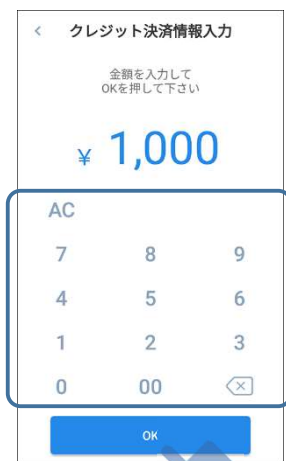 < クレジット決済情報入力
金額を入力して
OKを押して下さい
¥ 1,000
AC
7 8 9
4 5 6
1 2 3
0 00
OK